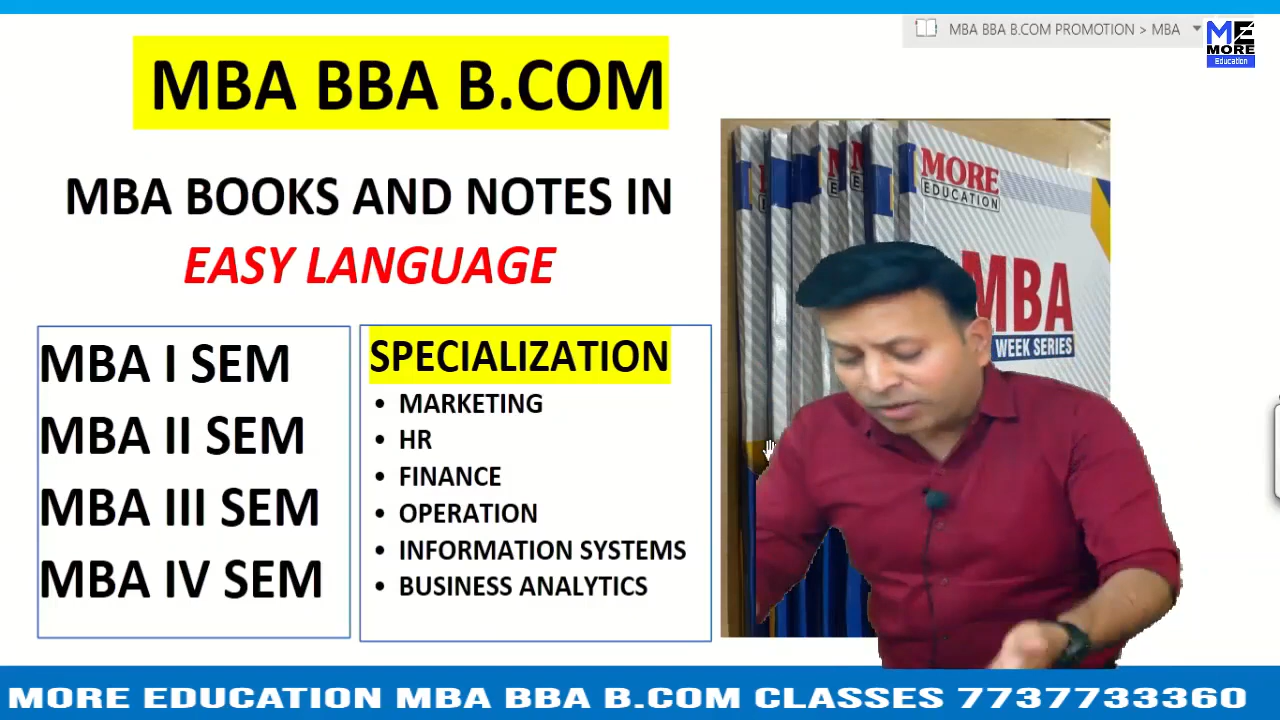 MBA BBA B.COM PROMOTION > MBA
ME
MORE
Education
MBA BBA B.COM
MBA BOOKS AND NOTES IN
EASY LANGUAGE
MBA I SEM
MBA II SEM
MBA III SEM
MBA IV SEM
SPECIALIZATION
• MARKETING
• HR
• FINANCE
• OPERATION
• INFORMATION SYSTEMS
• BUSINESS ANALYTICS
MORE
EDUCATION
MBA
WEEK SERIES
MORE EDUCATION MBA BBA B.COM CLASSES 7737733360